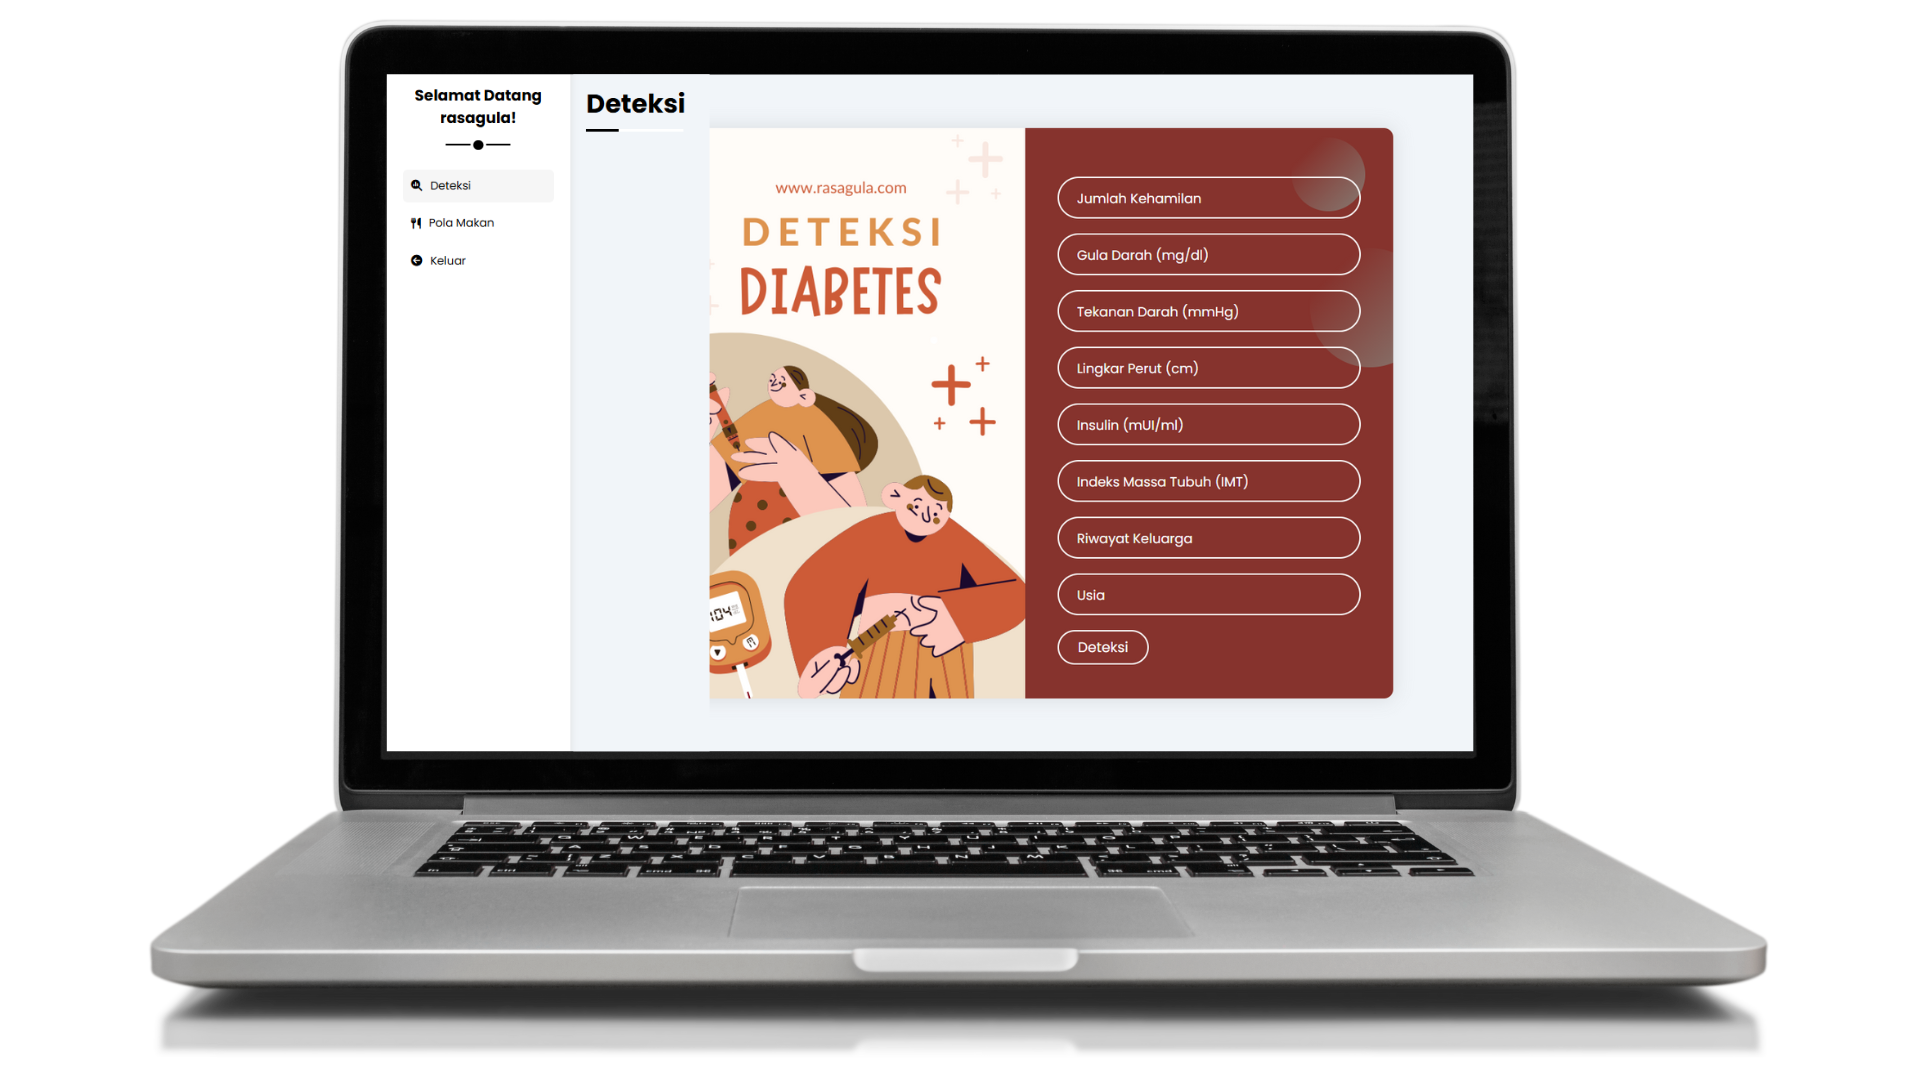 Selamat Datang
rasagula!
Deteksi
Pola Makan
Keluar
Deteksi
www.rasagula.com
DETEKSI
DIABETES
104
Jumlah Kehamilan
Gula Darah (mg/dl)
Tekanan Darah (mmHg)
Lingkar Perut (cm)
Insulin (mUI/ml)
Indeks Massa Tubuh (IMT)
Riwayat Keluarga
Usia
Deteksi